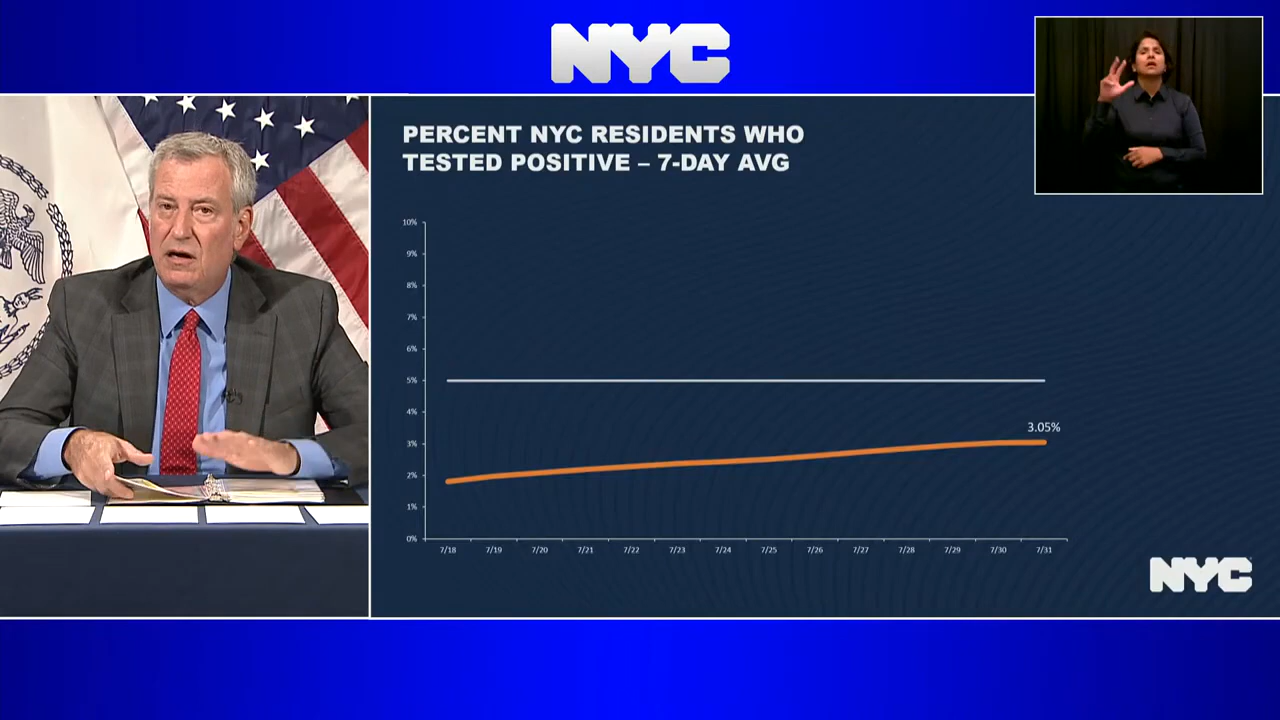 NYC
PERCENT NYC RESIDENTS WHO
TESTED POSITIVE – 7-DAY AVG
10%
9%
8%
7%
6%
5%
4%
3%
2%
1%
0%
3.05%
7/18 7/19 7/20 7/21 7/22 7/23 7/24 7/25 7/26 7/27 7/28 7/29 7/30 7/31
NYC